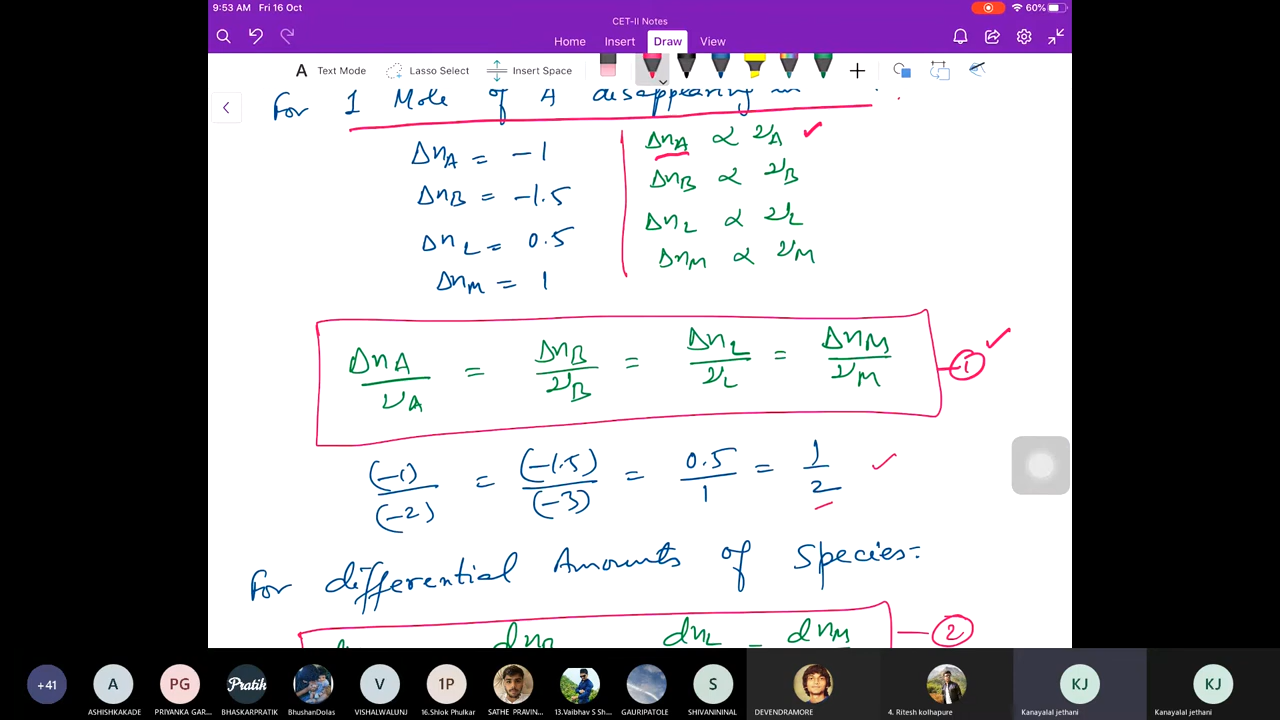 9:53 AM Fri 16 Oct
60%
CET-II Notes
Home Insert Draw View
A Text Mode Lasso Select Insert Space
For 1 Mole of A disappearing in
ΔnA = -1
ΔnB = -1.5
ΔnL = 0.5
ΔnM = 1
ΔnA ∝ νA ✓
ΔnB ∝ νB
ΔnL ∝ νL
ΔnM ∝ νM
ΔnA/νA = ΔnB/νB = ΔnL/νL = ΔnM/νM — 1 ✓
(-1)/(-2) = (-1.5)/(-3) = 0.5/1 = 1/2 ✓
For differential Amounts of Species:-
dnB dnL = dnM — 2
+41 A PG Pratik V 1P S KJ KJ
ASHISHKAKADE PRIYANKA GAR... BHASKARPRATIK BhushanDolas VISHALWALUNJ 16.Shlok Phulkar SATHE PRAVIN... 13.Vaibhav S Sh... GAURIPATOLE SHIVANINIMAL DEVENDRAMORE 4. Ritesh kolhapure Kanayalal jethani Kanayalal jethani